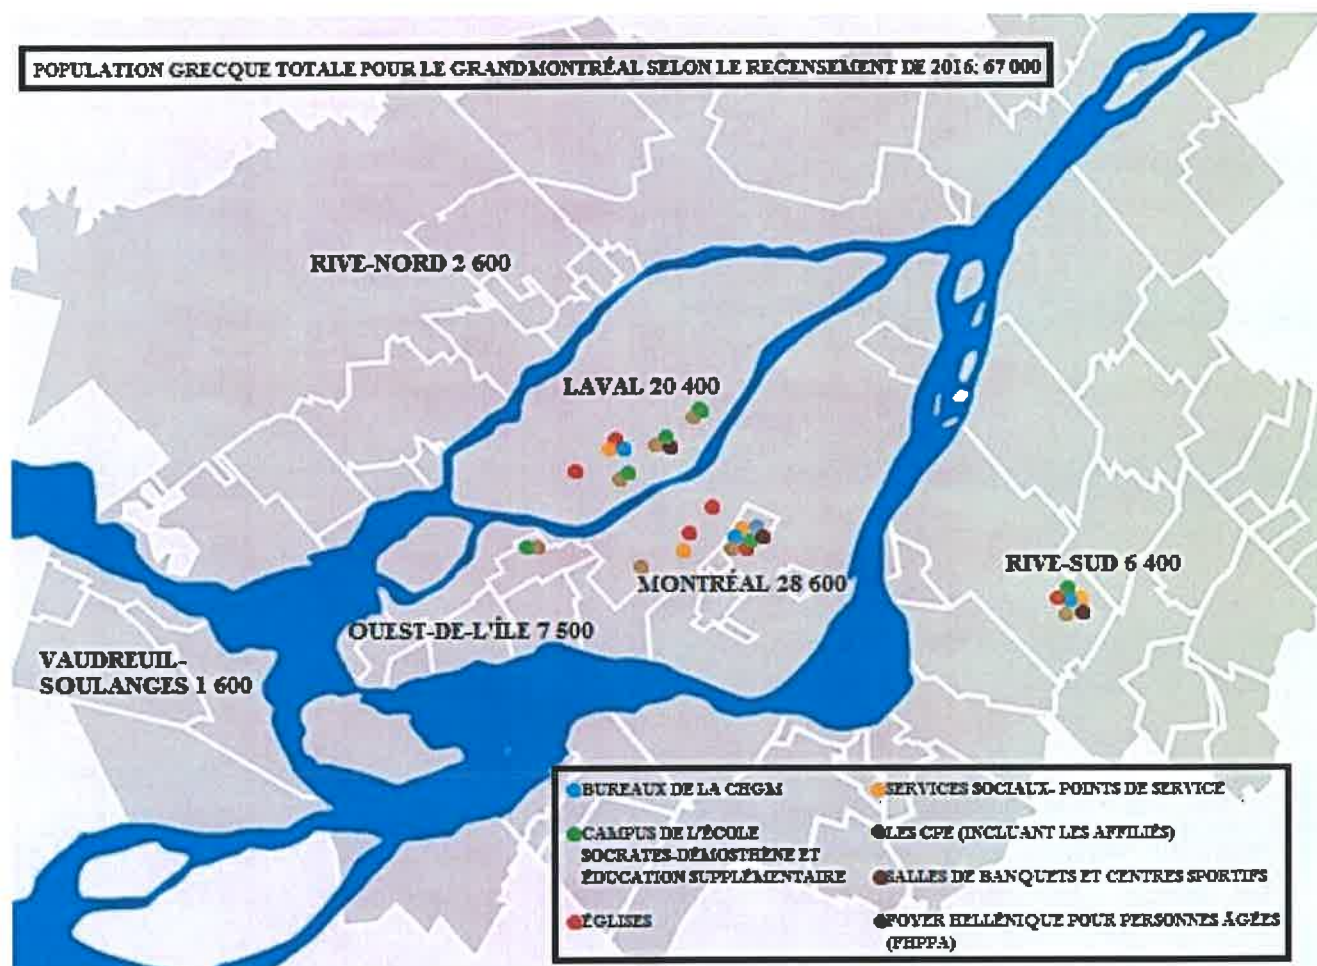 POPULATION GRECQUE TOTALE POUR LE GRAND MONTRÉAL SELON LE RECENSEMENT DE 2016: 67 000
RIVE-NORD 2 600
LAVAL 20 400
RIVE-SUD 6 400
MONTRÉAL 28 600
OUEST-DE-L'ÎLE 7 500
VAUDREUIL-
SOULANGES 1 600
BUREAUX DE LA CHGM
CAMPUS DE L'ÉCOLE
SOCRATES-DÉMOSTHÈNE ET
ÉDUCATION SUPPLÉMENTAIRE
ÉGLISES
SERVICES SOCIAUX- POINTS DE SERVICE
LES CPE (INCLUANT LES AFFILIÉS)
SALLES DE BANQUETS ET CENTRES SPORTIFS
FOYER HELLÉNIQUE POUR PERSONNES ÂGÉES
(FHPPA)